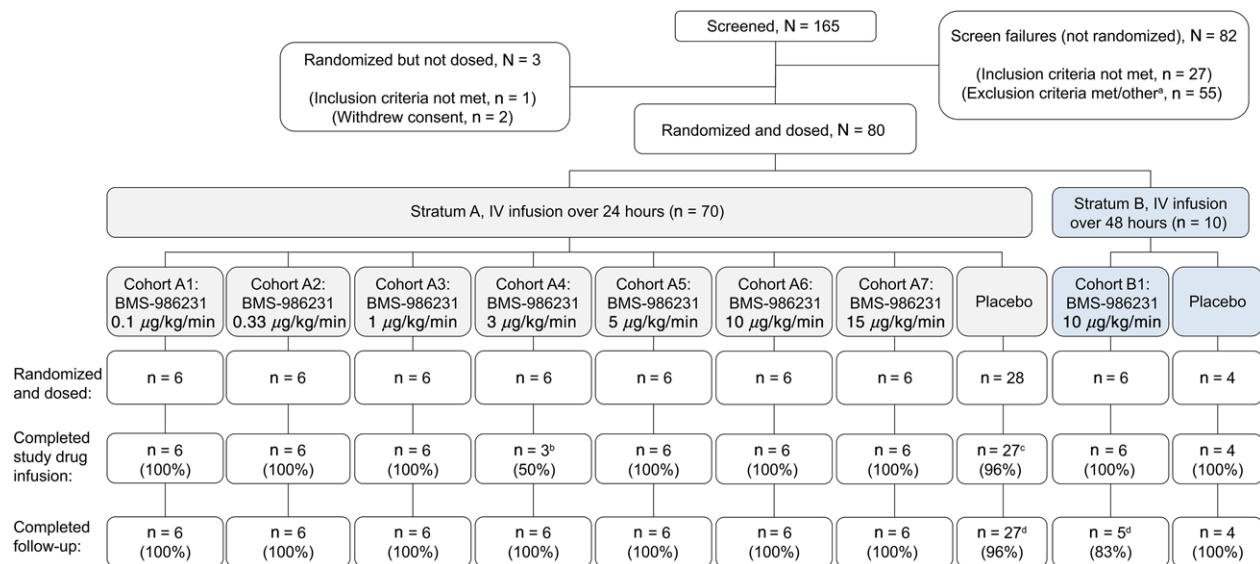 Screened, N = 165
Randomized but not dosed, N = 3
(Inclusion criteria not met, n = 1)
(Withdrew consent, n = 2)
Screen failures (not randomized), N = 82
(Inclusion criteria not met, n = 27)
(Exclusion criteria met/otherᵃ, n = 55)
Randomized and dosed, N = 80
Stratum A, IV infusion over 24 hours (n = 70)
Stratum B, IV infusion
over 48 hours (n = 10)
Cohort A1:
BMS-986231
0.1 µg/kg/min
Cohort A2:
BMS-986231
0.33 µg/kg/min
Cohort A3:
BMS-986231
1 µg/kg/min
Cohort A4:
BMS-986231
3 µg/kg/min
Cohort A5:
BMS-986231
5 µg/kg/min
Cohort A6:
BMS-986231
10 µg/kg/min
Cohort A7:
BMS-986231
15 µg/kg/min
Placebo
Cohort B1:
BMS-986231
10 µg/kg/min
Placebo
Randomized
and dosed:
n = 6
n = 6
n = 6
n = 6
n = 6
n = 6
n = 6
n = 28
n = 6
n = 4
Completed
study drug
infusion:
n = 6
(100%)
n = 6
(100%)
n = 6
(100%)
n = 3ᵇ
(50%)
n = 6
(100%)
n = 6
(100%)
n = 6
(100%)
n = 27ᶜ
(96%)
n = 6
(100%)
n = 4
(100%)
Completed
follow-up:
n = 6
(100%)
n = 6
(100%)
n = 6
(100%)
n = 6
(100%)
n = 6
(100%)
n = 6
(100%)
n = 6
(100%)
n = 27ᵈ
(96%)
n = 5ᵈ
(83%)
n = 4
(100%)